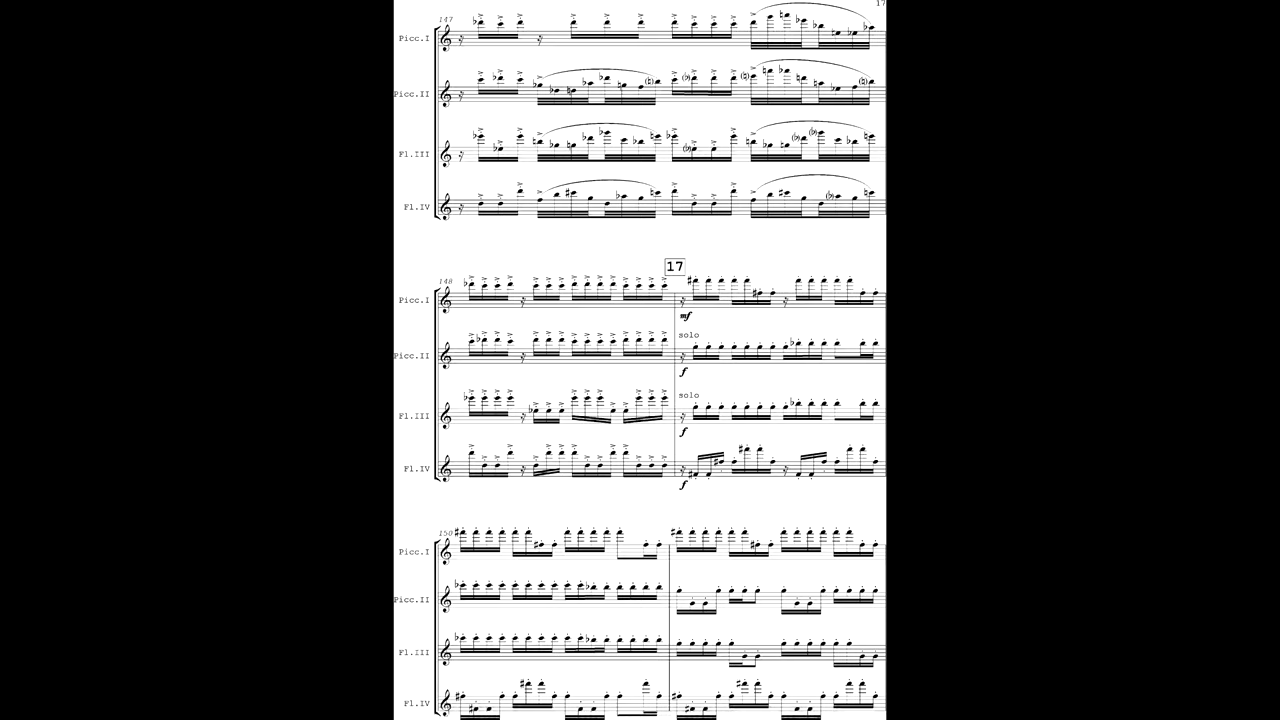 17
147
Picc.I
Picc.II
Fl.III
Fl.IV
17
148
Picc.I
mf
solo
Picc.II
f
solo
Fl.III
f
Fl.IV
f
150
Picc.I
Picc.II
Fl.III
Fl.IV